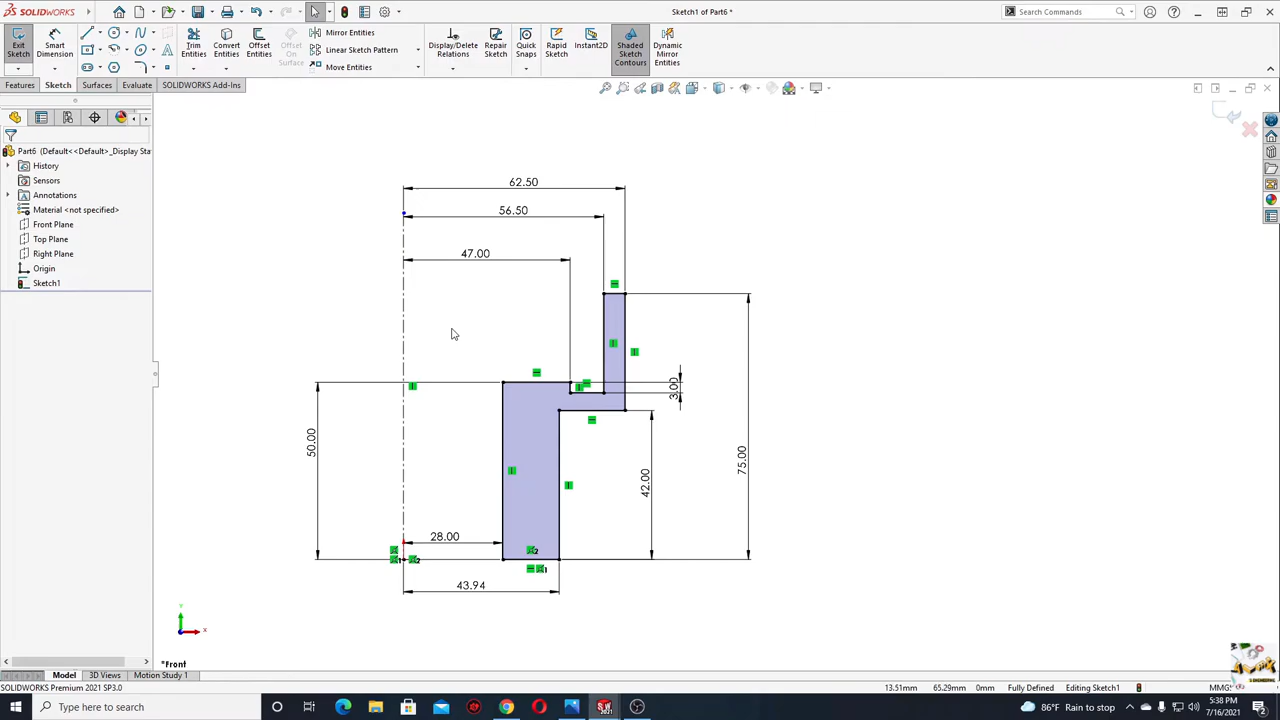 SOLIDWORKS
Sketch1 of Part6 *
Search Commands
Exit Sketch
Smart Dimension
Trim Entities
Convert Entities
Offset Entities
Offset On Surface
Mirror Entities
Linear Sketch Pattern
Move Entities
Display/Delete Relations
Repair Sketch
Quick Snaps
Rapid Sketch
Instant2D
Shaded Sketch Contours
Dynamic Mirror Entities
Features
Sketch
Surfaces
Evaluate
SOLIDWORKS Add-Ins
Part6 (Default<<Default>_Display Sta
History
Sensors
Annotations
Material <not specified>
Front Plane
Top Plane
Right Plane
Origin
Sketch1
62.50
56.50
47.00
3.00
50.00
75.00
42.00
28.00
43.94
Y
X
*Front
Model
3D Views
Motion Study 1
SOLIDWORKS Premium 2021 SP3.0
13.51mm
65.29mm
0mm
Fully Defined
Editing Sketch1
MMG
Type here to search
86°F Rain to stop
5:38 PM
7/16/2021